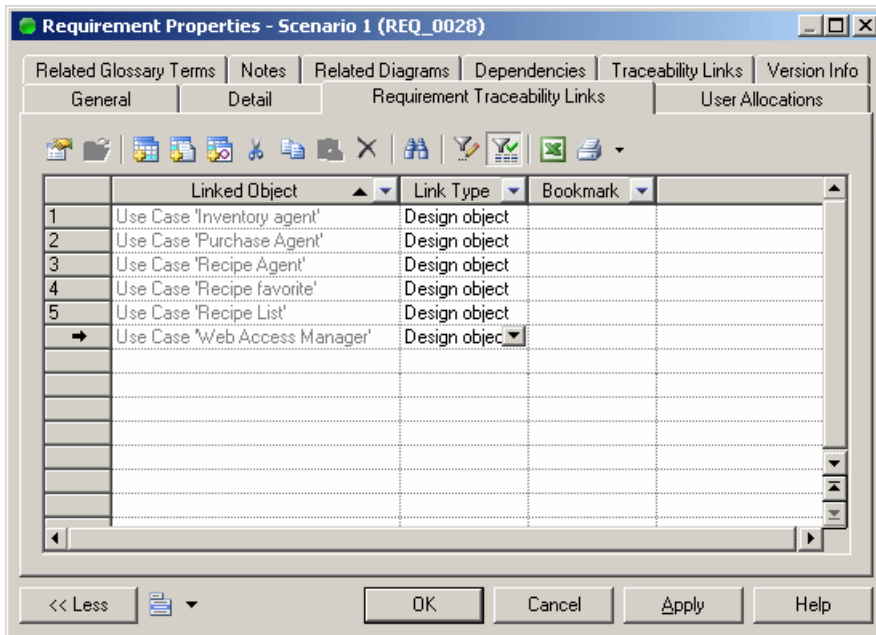 Requirement Properties - Scenario 1 (REQ_0028)
Related Glossary Terms Notes Related Diagrams Dependencies Traceability Links Version Info
General Detail Requirement Traceability Links User Allocations
Linked Object Link Type Bookmark
1 Use Case 'Inventory agent' Design object
2 Use Case 'Purchase Agent' Design object
3 Use Case 'Recipe Agent' Design object
4 Use Case 'Recipe favorite' Design object
5 Use Case 'Recipe List' Design object
Use Case 'Web Access Manager' Design objec
<< Less OK Cancel Apply Help